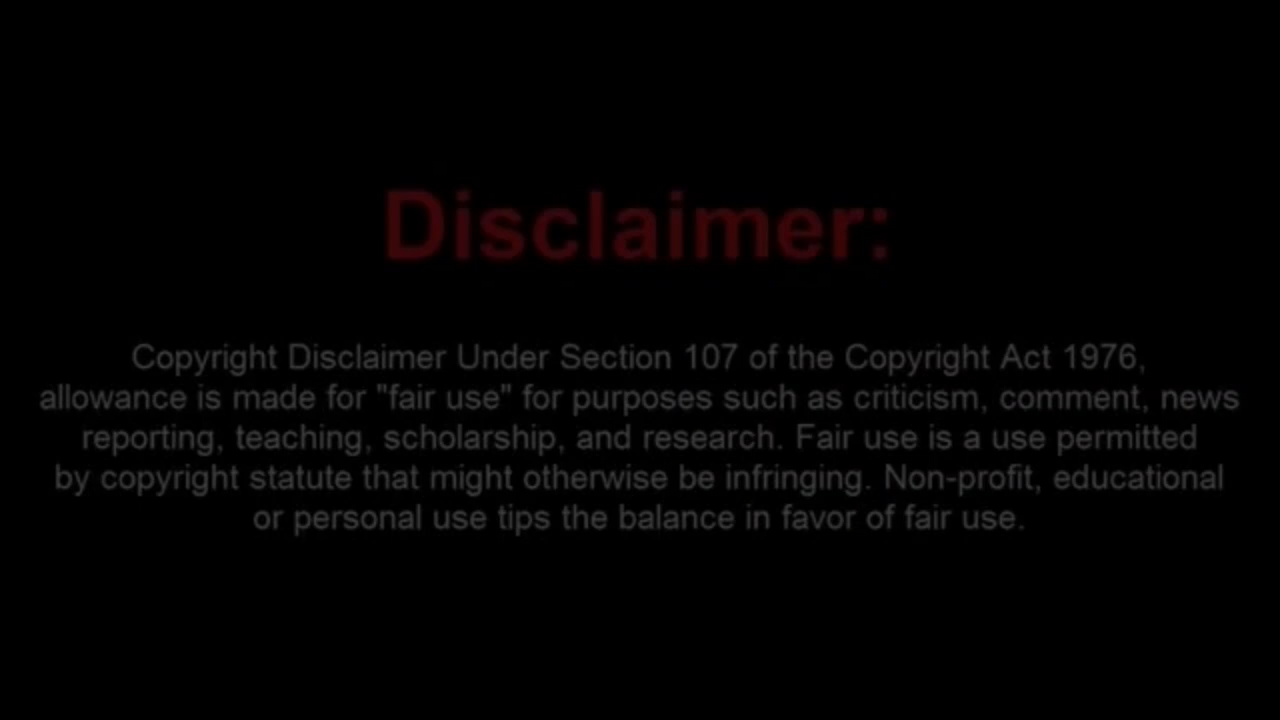 Disclaimer:
Copyright Disclaimer Under Section 107 of the Copyright Act 1976,
allowance is made for "fair use" for purposes such as criticism, comment, news
reporting, teaching, scholarship, and research. Fair use is a use permitted
by copyright statute that might otherwise be infringing. Non-profit, educational
or personal use tips the balance in favor of fair use.